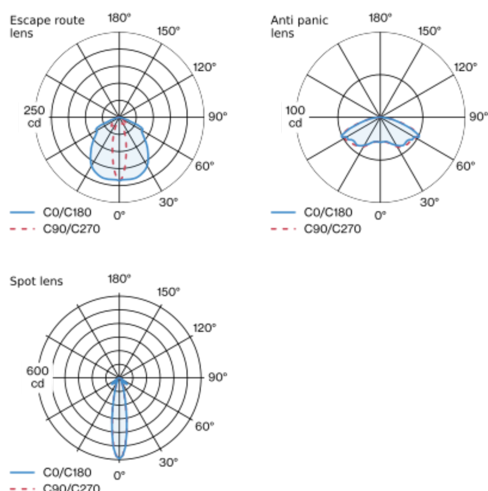 Escape route
lens
180°
150°
120°
250
cd
90°
60°
30°
0°
C0/C180
C90/C270
Anti panic
lens
180°
150°
120°
100
cd
90°
60°
30°
0°
C0/C180
C90/C270
Spot lens
180°
150°
120°
600
cd
90°
60°
30°
0°
C0/C180
C90/C270